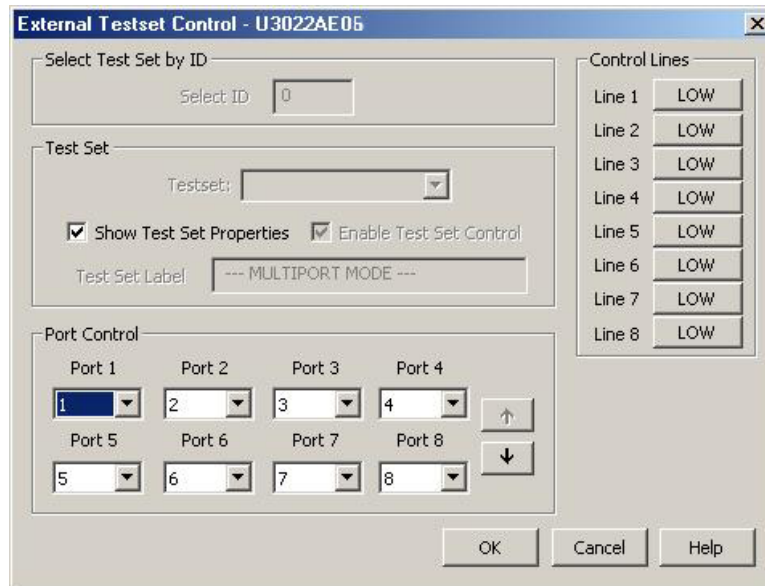 External Testset Control - U3022AE06
Select Test Set by ID
Select ID 0
Test Set
Testset:
Show Test Set Properties Enable Test Set Control
Test Set Label --- MULTIPORT MODE ---
Port Control
Port 1 Port 2 Port 3 Port 4
1 2 3 4
Port 5 Port 6 Port 7 Port 8
5 6 7 8
Control Lines
Line 1 LOW
Line 2 LOW
Line 3 LOW
Line 4 LOW
Line 5 LOW
Line 6 LOW
Line 7 LOW
Line 8 LOW
OK Cancel Help